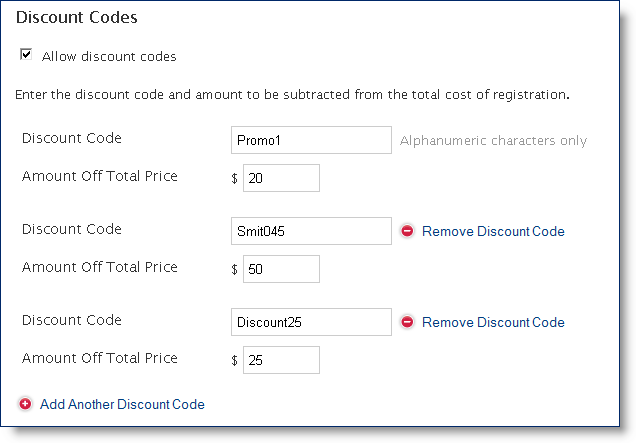 Discount Codes
Allow discount codes
Enter the discount code and amount to be subtracted from the total cost of registration.
Discount Code Promo1 Alphanumeric characters only
Amount Off Total Price $ 20
Discount Code Smit045 Remove Discount Code
Amount Off Total Price $ 50
Discount Code Discount25 Remove Discount Code
Amount Off Total Price $ 25
Add Another Discount Code